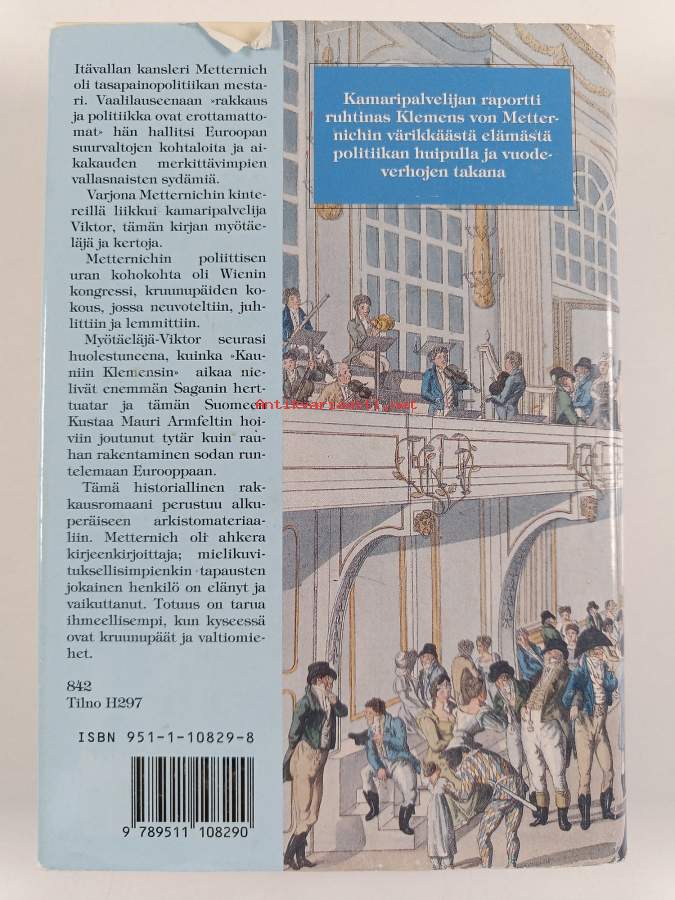 Itävallan kansleri Metternich
oli tasapainopolitiikan mesta-
ri. Vaalilauseenaan »rakkaus
ja politiikka ovat erottamatto-
mat» hän hallitsi Euroopan
suurvaltojen kohtaloita ja ai-
kakauden merkittävimpien
vallasnaisten sydämiä.
Varjona Metternichin kinte-
reillä liikkui kamaripalvelija
Viktor, tämän kirjan myötäe-
läjä ja kertoja.
Metternichin poliittisen
uran kohokohta oli Wienin
kongressi, kruunupäiden ko-
kous, jossa neuvoteltiin, juh-
littiin ja lemmittiin.
Myötäeläjä-Viktor seurasi
huolestuneena, kuinka »Kau-
niin Klemensin» aikaa nie-
livät enemmän Saganin hert-
tuatar ja tämän Suomeen
Kustaa Mauri Armfeltin hoi-
viin joutunut tytär kuin rau-
han rakentaminen sodan run-
telemaan Eurooppaan.
Tämä historiallinen rak-
kausromaani perustuu alku-
peräiseen arkistomateriaa-
liin. Metternich oli ahkera
kirjeenkirjoittaja; mielikuvi-
tuksellisimpienkin tapausten
jokainen henkilö on elänyt ja
vaikuttanut. Totuus on tarua
ihmeellisempi, kun kyseessä
ovat kruunupäät ja valtiomie-
het.
842
Tilno H297
ISBN 951-1-10829-8
9 789511 108290
Kamaripalvelijan raportti
ruhtinas Klemens von Metter-
nichin värikkäästä elämästä
politiikan huipulla ja vuode-
verhojen takana
Antikvariaatti.net